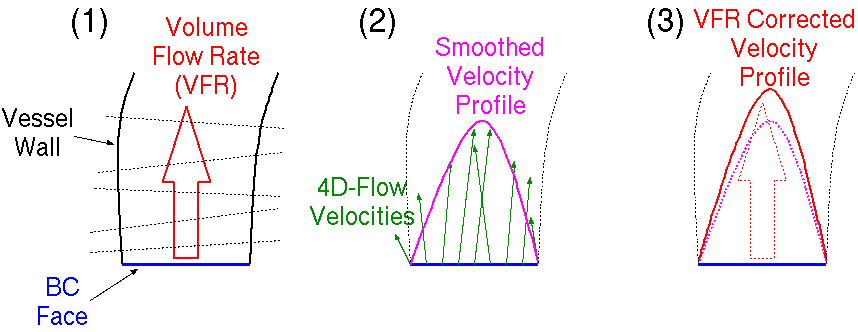 (1)
Volume
Flow Rate
(VFR)
Vessel
Wall
BC
Face
(2)
Smoothed
Velocity
Profile
4D-Flow
Velocities
(3)
VFR Corrected
Velocity
Profile